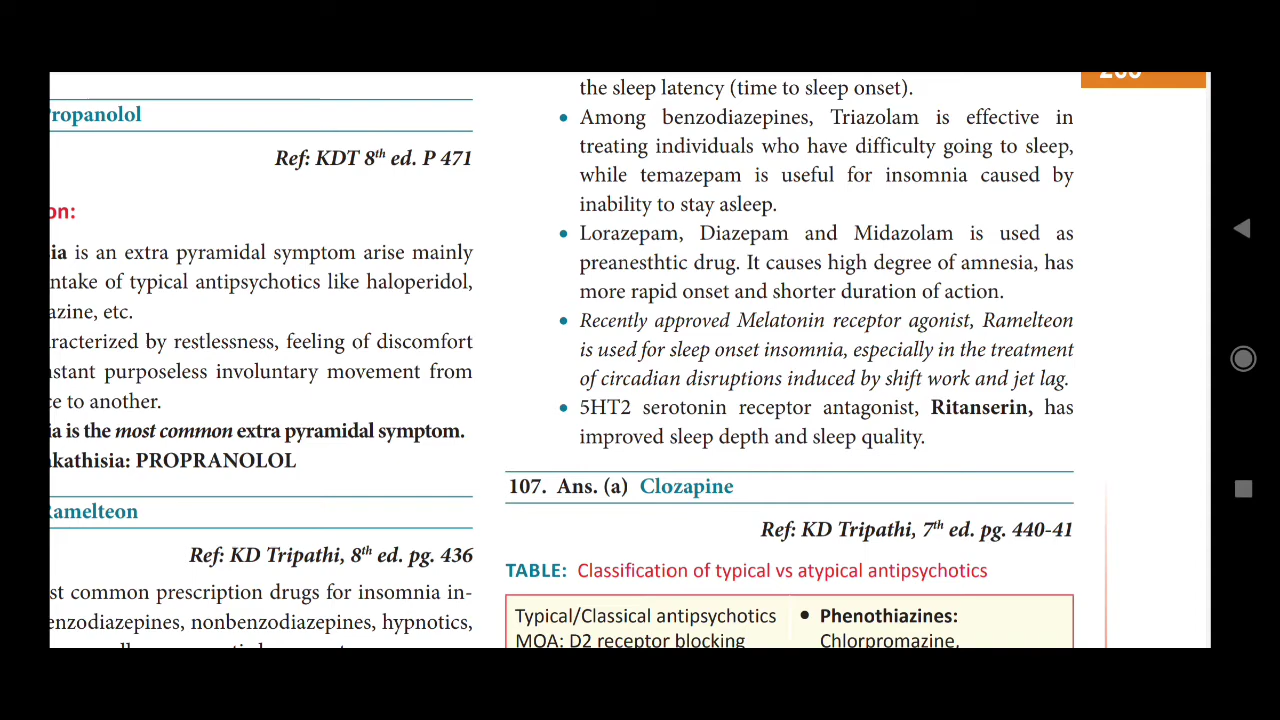 ropanolol
Ref: KDT 8th ed. P 471
on:
ia is an extra pyramidal symptom arise mainly
ntake of typical antipsychotics like haloperidol,
azine, etc.
racterized by restlessness, feeling of discomfort
nstant purposeless involuntary movement from
ce to another.
ia is the most common extra pyramidal symptom.
kathisia: PROPRANOLOL
Ramelteon
Ref: KD Tripathi, 8th ed. pg. 436
st common prescription drugs for insomnia in-
enzodiazepines, nonbenzodiazepines, hypnotics,
the sleep latency (time to sleep onset).
• Among benzodiazepines, Triazolam is effective in
treating individuals who have difficulty going to sleep,
while temazepam is useful for insomnia caused by
inability to stay asleep.
• Lorazepam, Diazepam and Midazolam is used as
preanesthtic drug. It causes high degree of amnesia, has
more rapid onset and shorter duration of action.
• Recently approved Melatonin receptor agonist, Ramelteon
is used for sleep onset insomnia, especially in the treatment
of circadian disruptions induced by shift work and jet lag.
• 5HT2 serotonin receptor antagonist, Ritanserin, has
improved sleep depth and sleep quality.
107. Ans. (a) Clozapine
Ref: KD Tripathi, 7th ed. pg. 440-41
TABLE: Classification of typical vs atypical antipsychotics
Typical/Classical antipsychotics
MOA: D2 receptor blocking
• Phenothiazines:
Chlorpromazine,